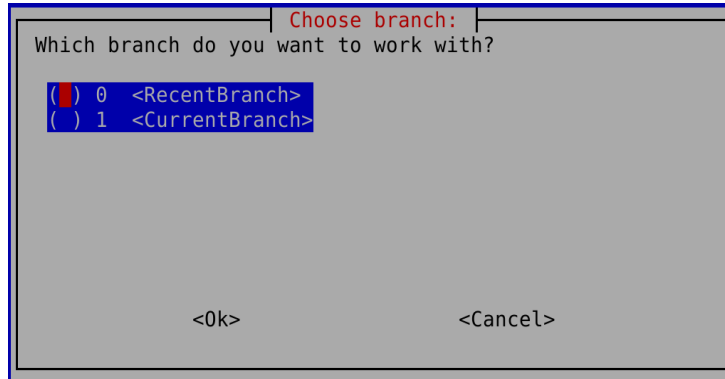 Choose branch:
Which branch do you want to work with?
( ) 0 <RecentBranch>
( ) 1 <CurrentBranch>
<Ok> <Cancel>